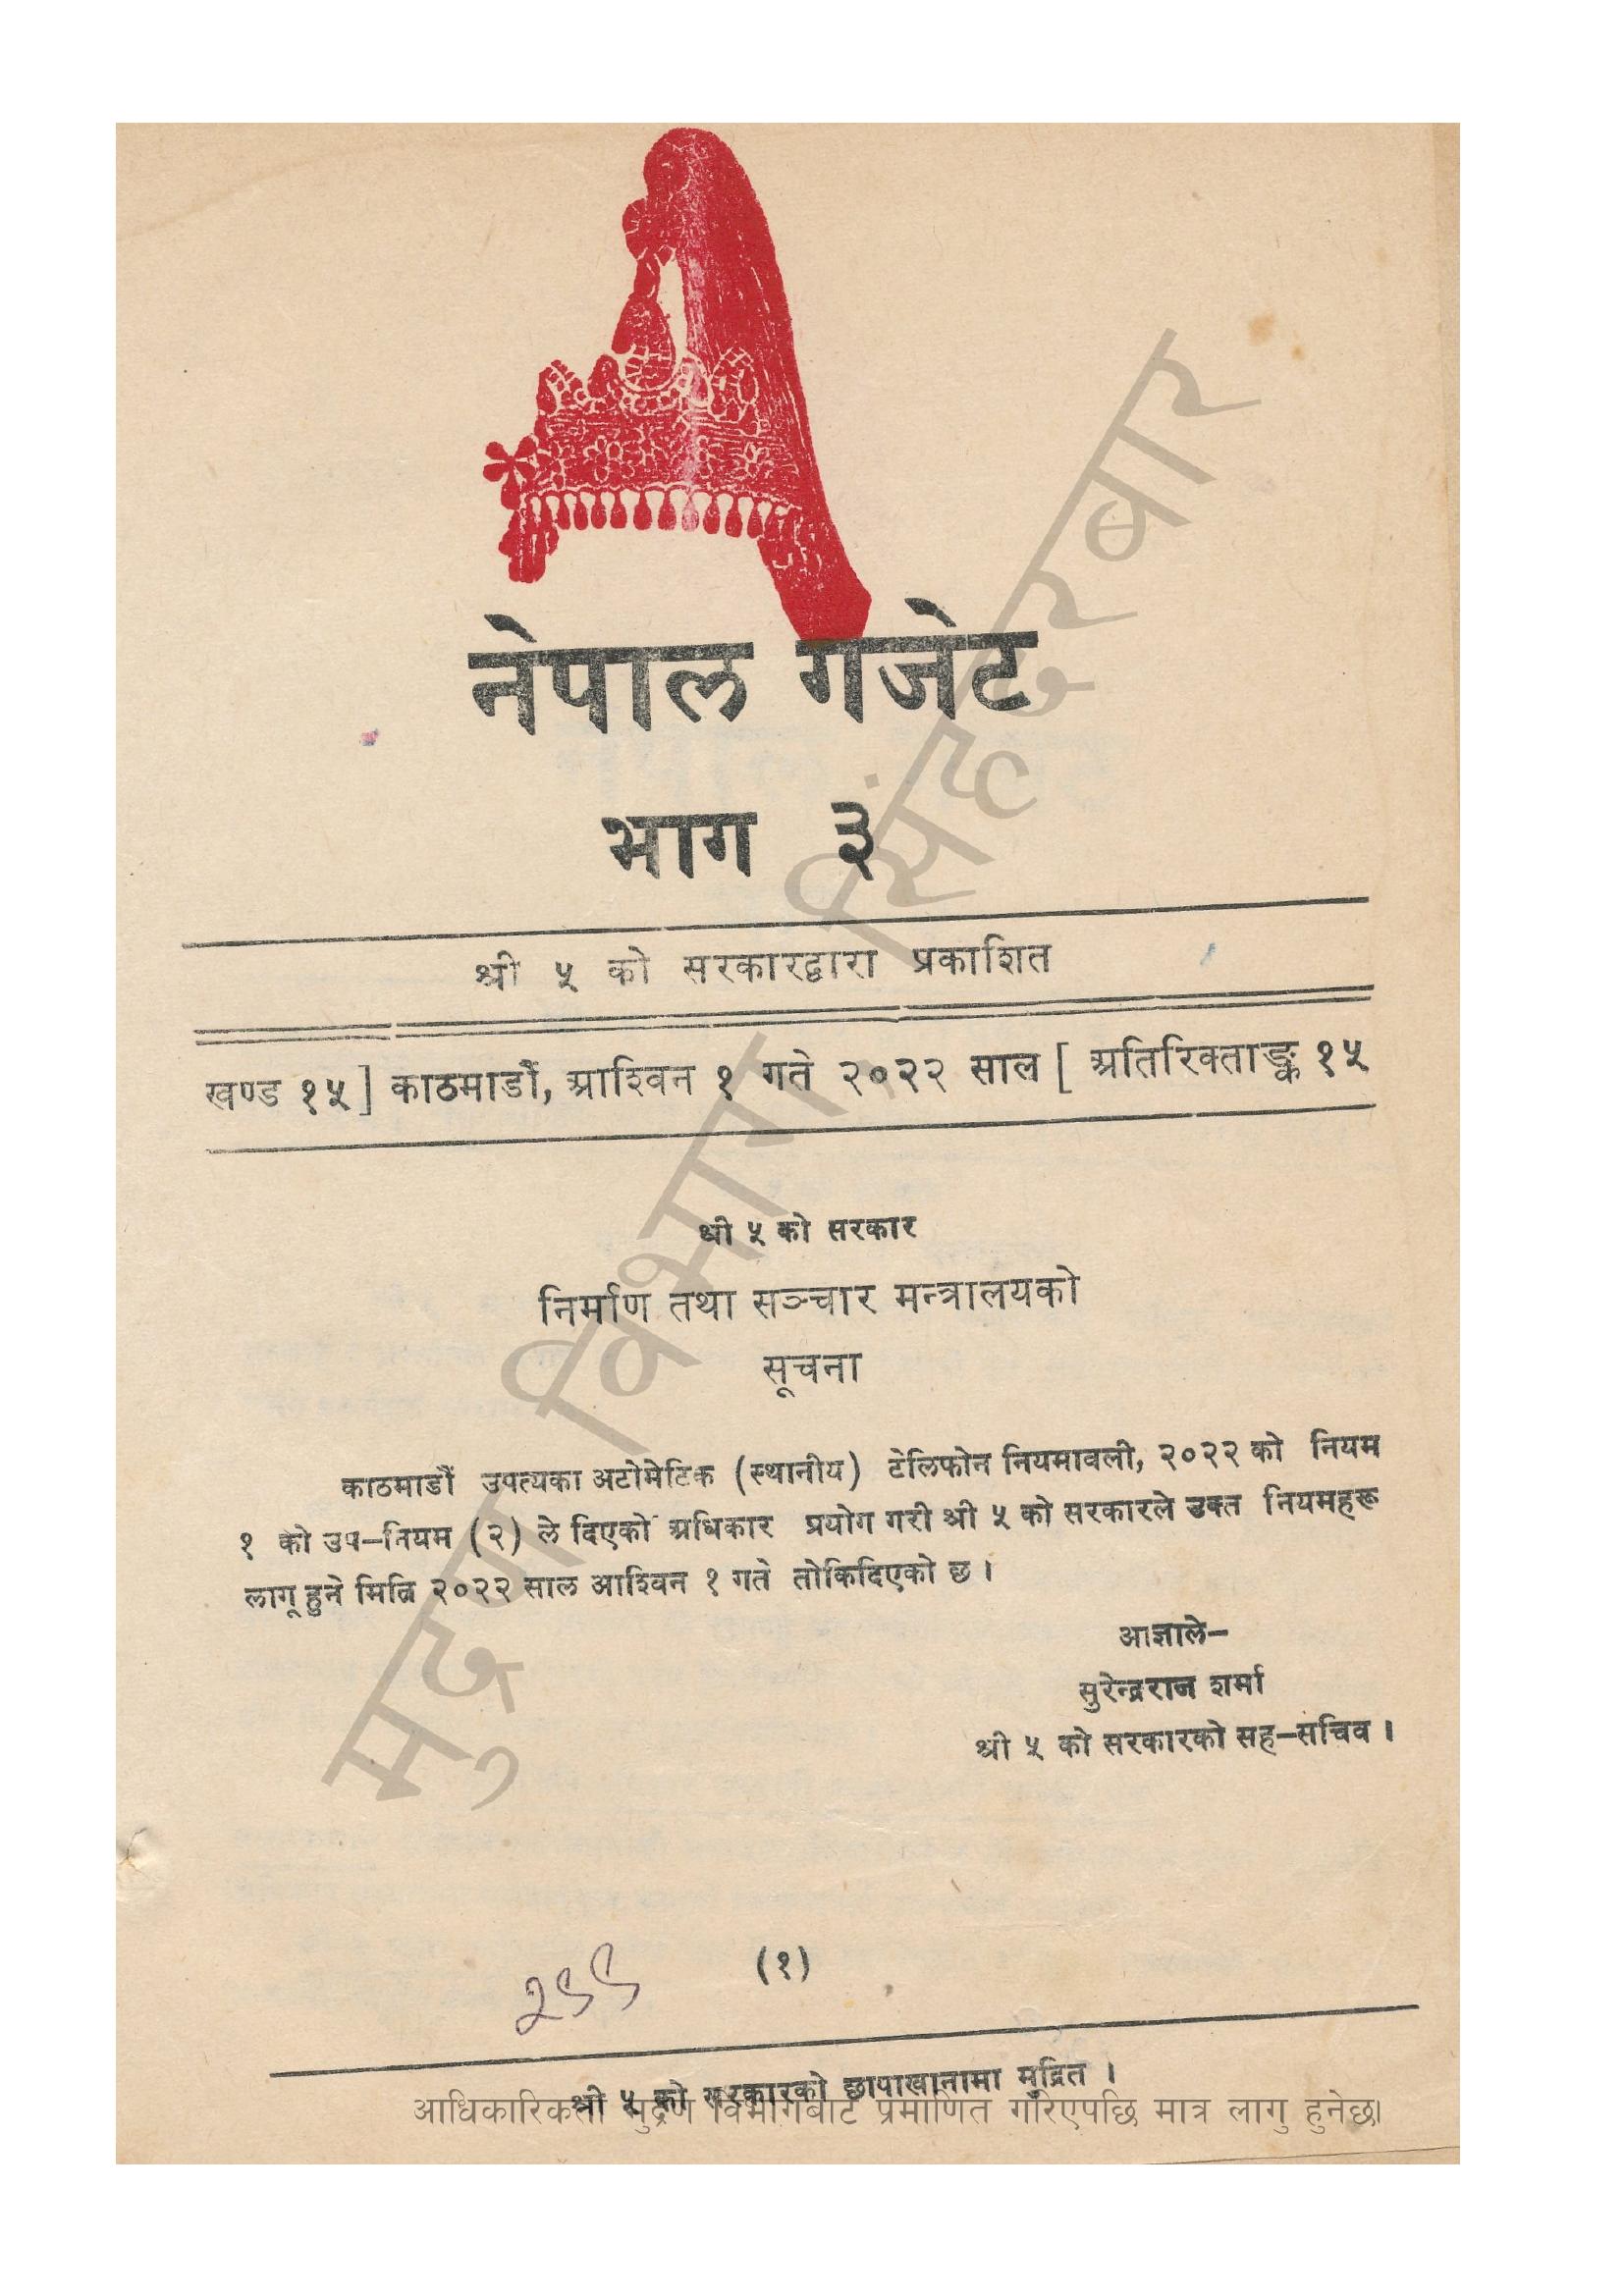 नेपाल गजेट
भाग ३
श्री ५ को सरकारद्वारा प्रकाशित
खण्ड १५] काठमाडौं, आश्विन १ गते २०२२ साल [ अतिरिक्ताङ्क १५
श्री ५ को सरकार
निर्माण तथा सञ्चार मन्त्रालयको
सूचना
काठमाडौं उपत्यका अटोमेटिक (स्थानीय) टेलिफोन नियमावली, २०२२ को नियम
१ को उप-नियम (२) ले दिएको अधिकार प्रयोग गरी श्री ५ को सरकारले उक्त नियमहरू
लागू हुने मिति २०२२ साल आश्विन १ गते तोकिदिएको छ ।
आज्ञाले-
सुरेन्द्रराज शर्मा
श्री ५ को सरकारको सह-सचिव ।
(१)
२९९
श्री ५ को सरकारको छापाखानामा मुद्रित ।
आधिकारिकता मुद्रण विभागबाट प्रमाणित गरिएपछि मात्र लागु हुनेछ।
मुद्रण विभाग, सिंहदरबार